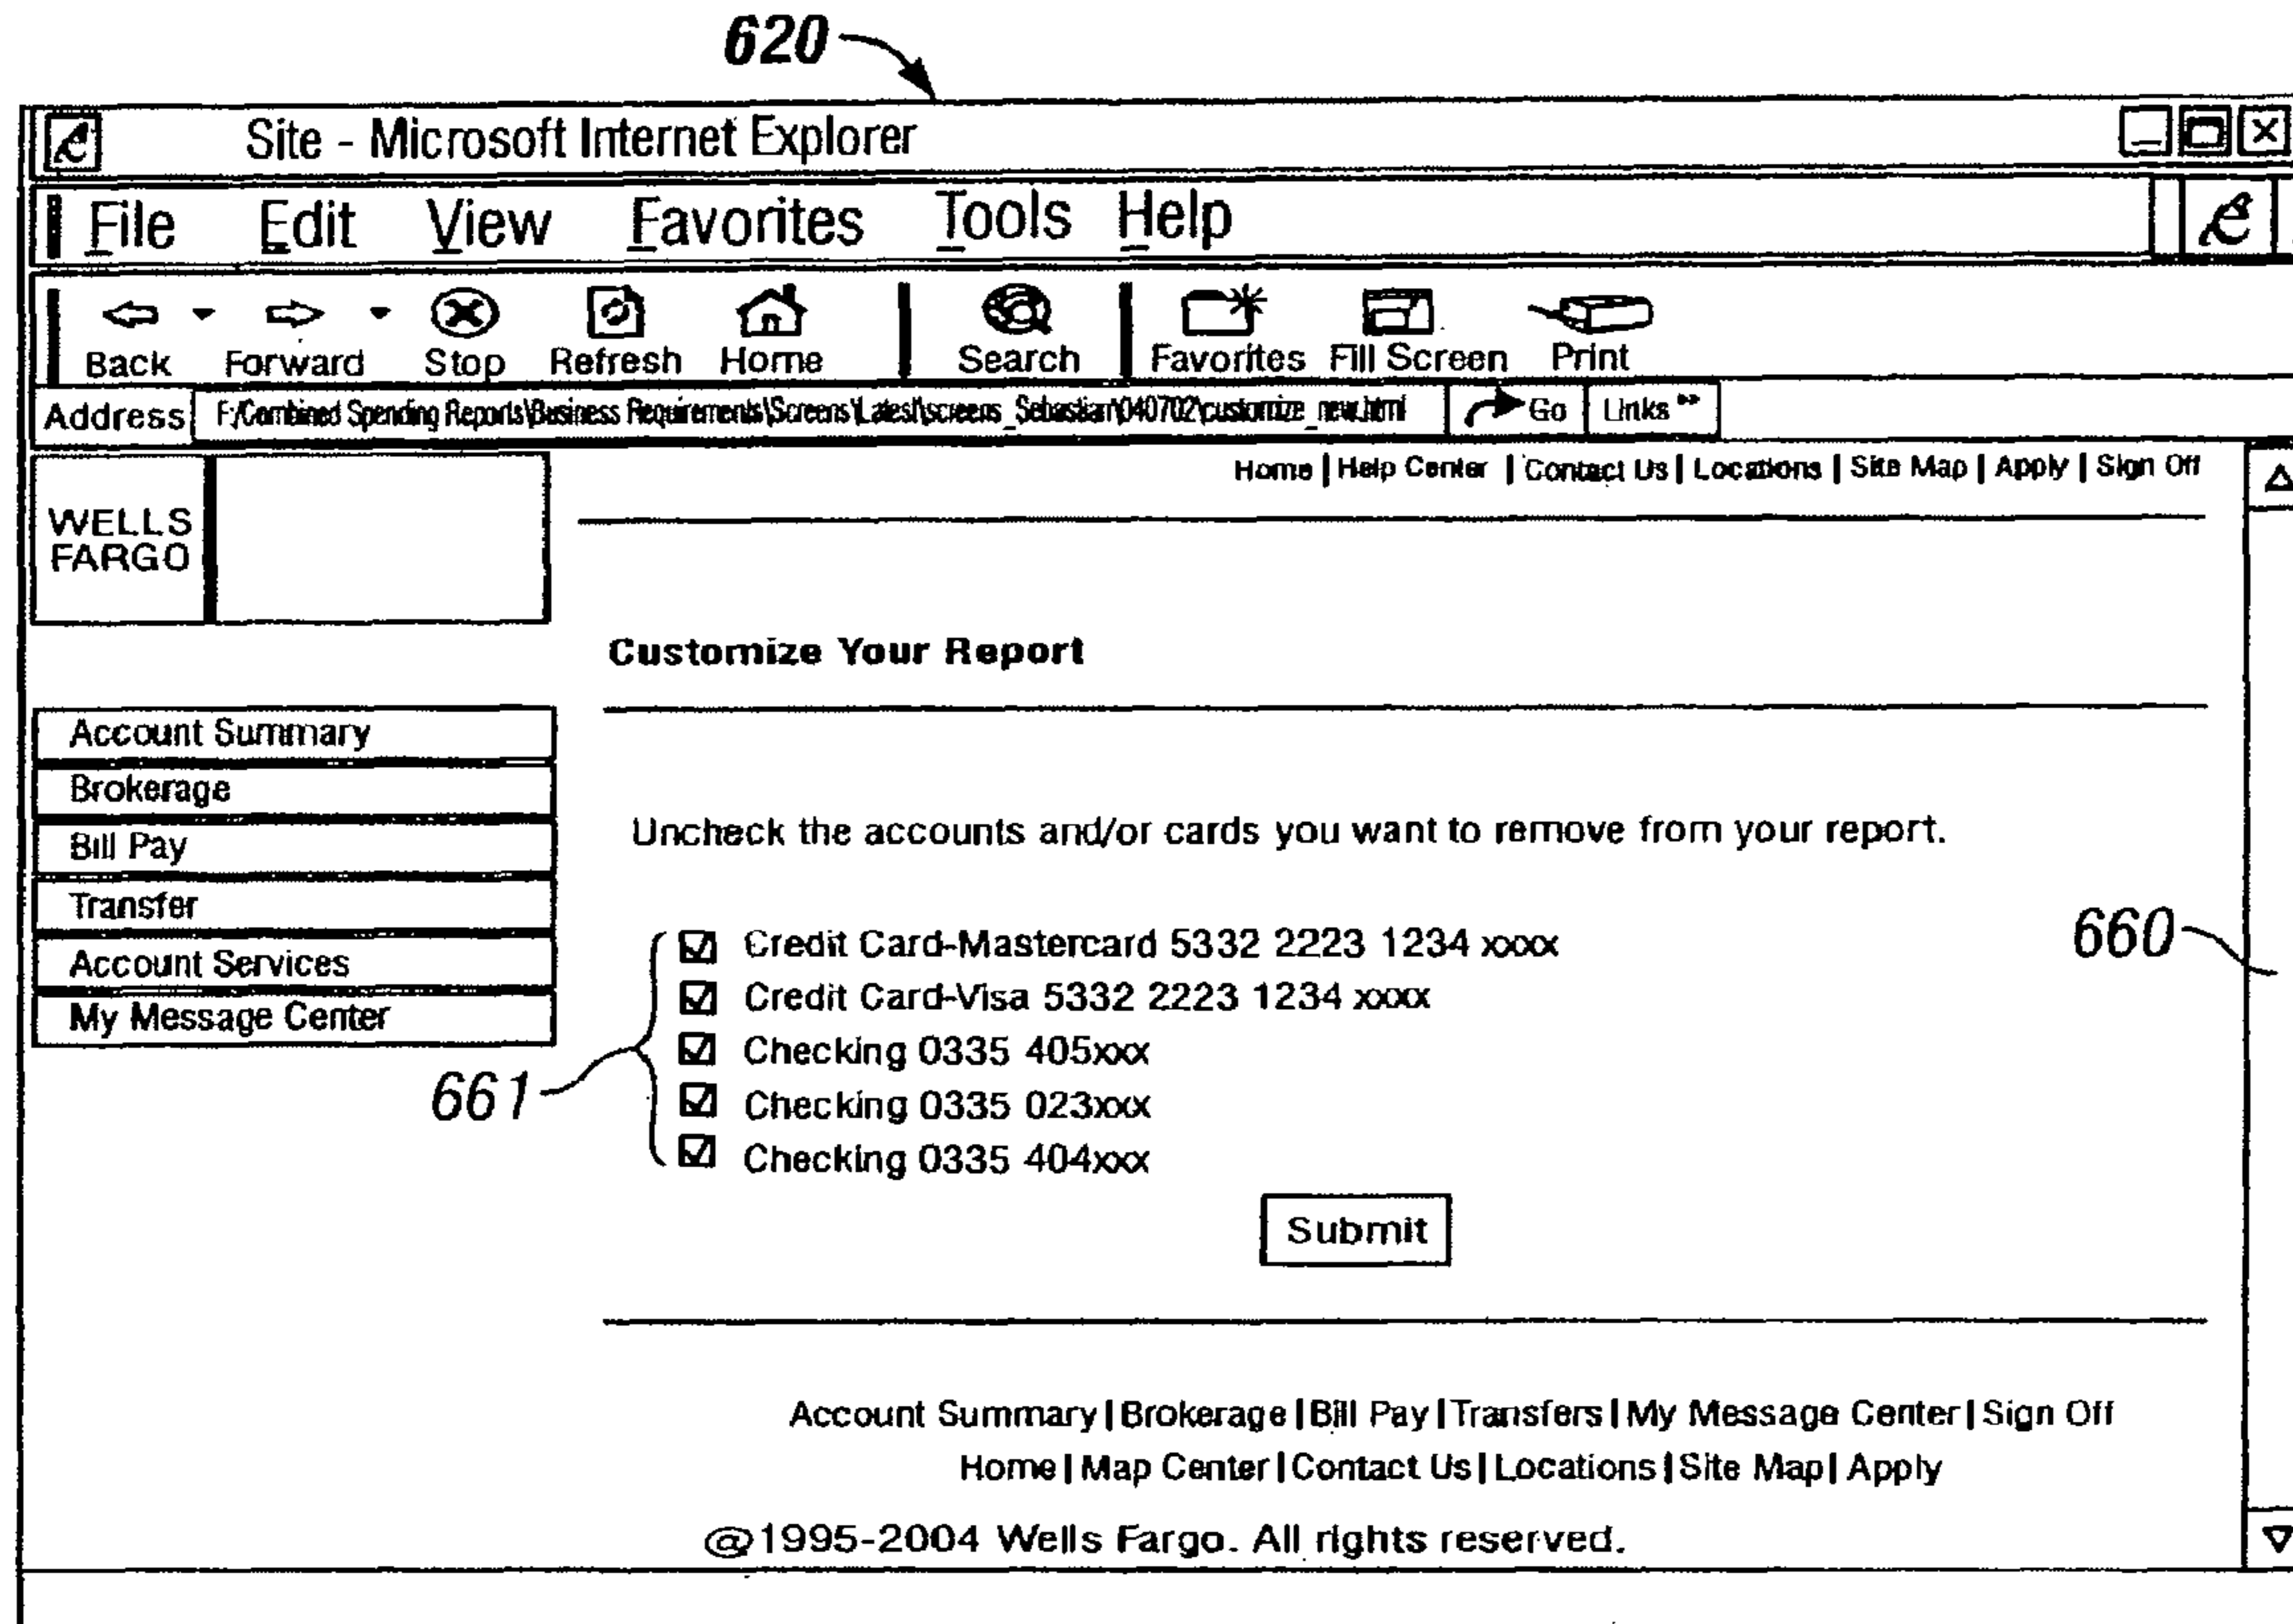 620
Site - Microsoft Internet Explorer
File Edit View Favorites Tools Help
Back Forward Stop Refresh Home Search Favorites Fill Screen Print
Address F:/Combined Spending Reports\Business Requirements\Screens\Latest\screens_Sebastian\040702\customize_new.html Go Links »
Home | Help Center | Contact Us | Locations | Site Map | Apply | Sign Off
WELLS
FARGO
Customize Your Report
Account Summary
Brokerage
Bill Pay
Transfer
Account Services
My Message Center
Uncheck the accounts and/or cards you want to remove from your report.
660
Credit Card-Mastercard 5332 2223 1234 xxxx
Credit Card-Visa 5332 2223 1234 xxxx
Checking 0335 405xxx
Checking 0335 023xxx
Checking 0335 404xxx
661
Submit
Account Summary | Brokerage | Bill Pay | Transfers | My Message Center | Sign Off
Home | Map Center | Contact Us | Locations | Site Map | Apply
@1995-2004 Wells Fargo. All rights reserved.